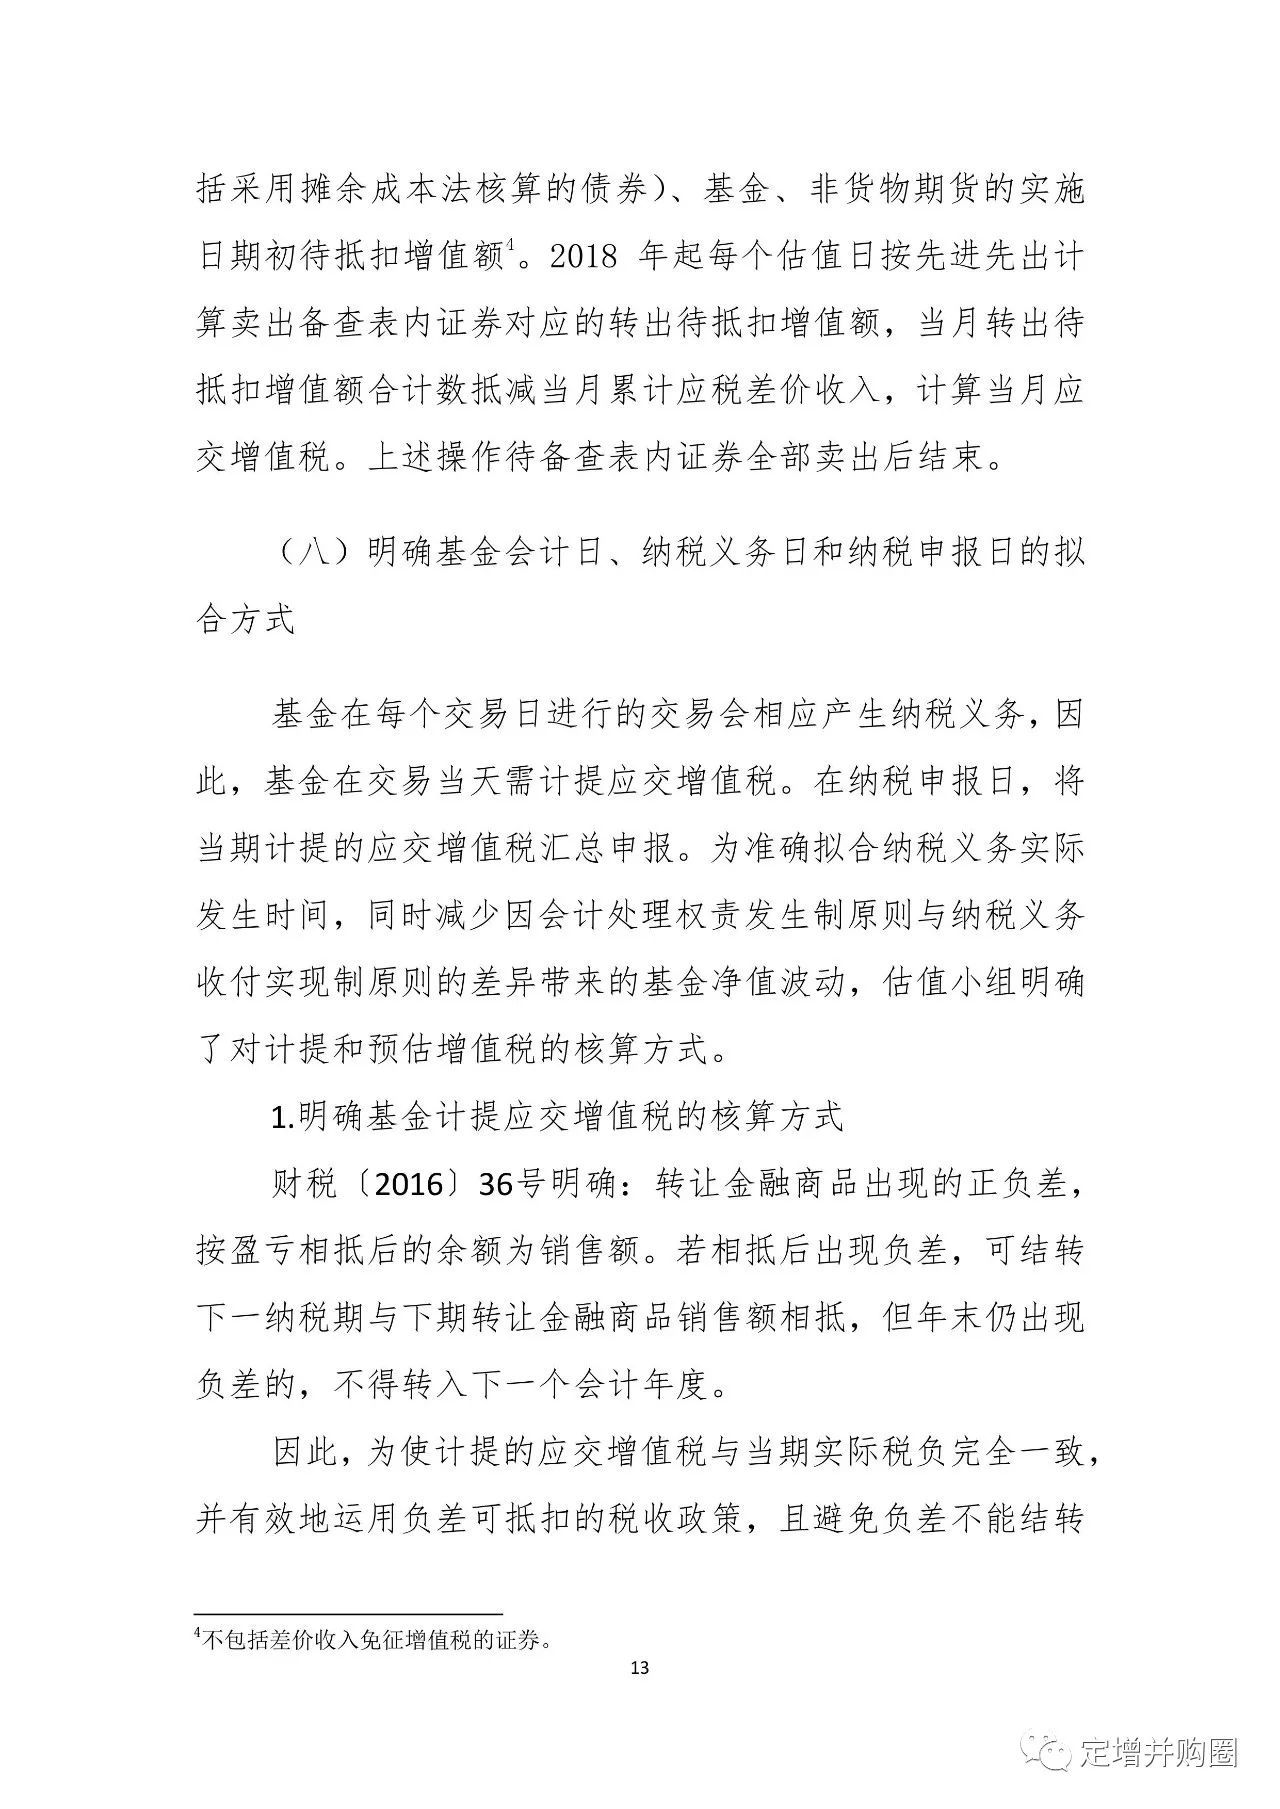 括采用摊余成本法核算的债券）、基金、非货物期货的实施
日期初待抵扣增值额4。2018 年起每个估值日按先进先出计
算卖出备查表内证券对应的转出待抵扣增值额，当月转出待
抵扣增值额合计数抵减当月累计应税差价收入，计算当月应
交增值税。上述操作待备查表内证券全部卖出后结束。
（八）明确基金会计日、纳税义务日和纳税申报日的拟
合方式
基金在每个交易日进行的交易会相应产生纳税义务，因
此，基金在交易当天需计提应交增值税。在纳税申报日，将
当期计提的应交增值税汇总申报。为准确拟合纳税义务实际
发生时间，同时减少因会计处理权责发生制原则与纳税义务
收付实现制原则的差异带来的基金净值波动，估值小组明确
了对计提和预估增值税的核算方式。
1.明确基金计提应交增值税的核算方式
财税〔2016〕36号明确：转让金融商品出现的正负差，
按盈亏相抵后的余额为销售额。若相抵后出现负差，可结转
下一纳税期与下期转让金融商品销售额相抵，但年末仍出现
负差的，不得转入下一个会计年度。
因此，为使计提的应交增值税与当期实际税负完全一致，
并有效地运用负差可抵扣的税收政策，且避免负差不能结转
4不包括差价收入免征增值税的证券。
13
定增并购圈